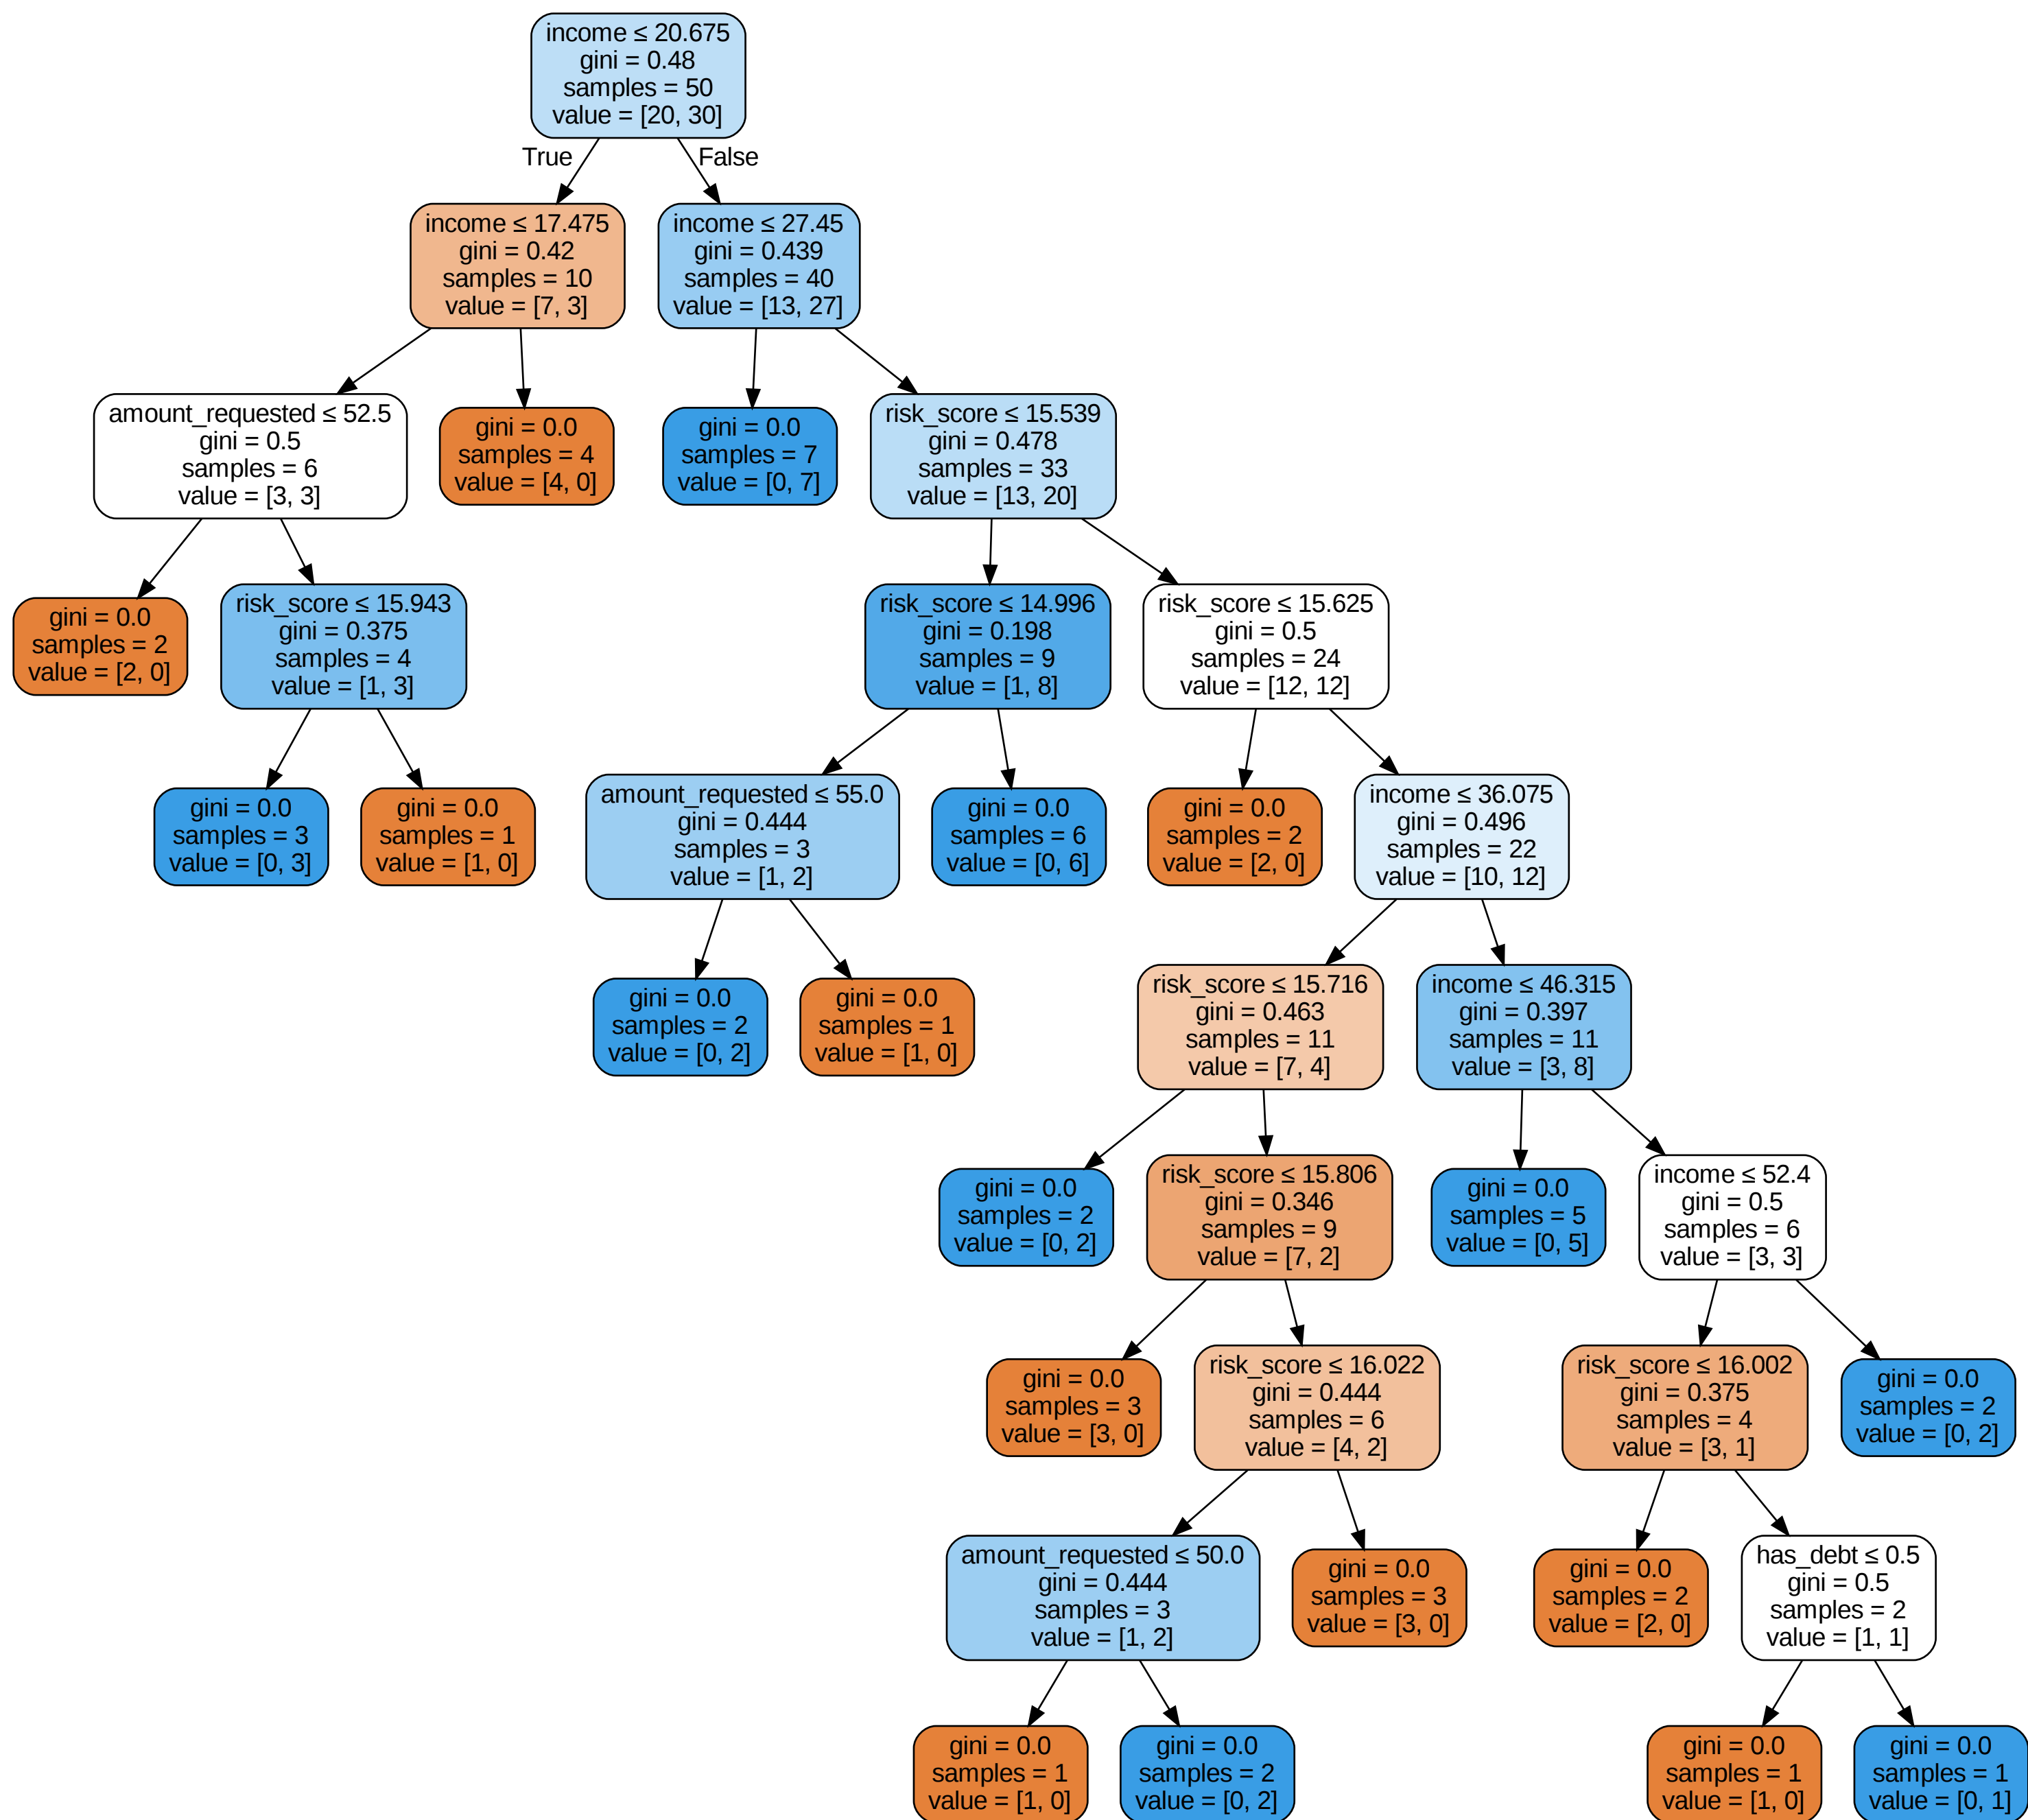 income ≤ 20.675
gini = 0.48
samples = 50
value = [20, 30]
True
False
income ≤ 17.475
gini = 0.42
samples = 10
value = [7, 3]
income ≤ 27.45
gini = 0.439
samples = 40
value = [13, 27]
amount_requested ≤ 52.5
gini = 0.5
samples = 6
value = [3, 3]
gini = 0.0
samples = 4
value = [4, 0]
gini = 0.0
samples = 7
value = [0, 7]
risk_score ≤ 15.539
gini = 0.478
samples = 33
value = [13, 20]
gini = 0.0
samples = 2
value = [2, 0]
risk_score ≤ 15.943
gini = 0.375
samples = 4
value = [1, 3]
risk_score ≤ 14.996
gini = 0.198
samples = 9
value = [1, 8]
risk_score ≤ 15.625
gini = 0.5
samples = 24
value = [12, 12]
gini = 0.0
samples = 3
value = [0, 3]
gini = 0.0
samples = 1
value = [1, 0]
amount_requested ≤ 55.0
gini = 0.444
samples = 3
value = [1, 2]
gini = 0.0
samples = 6
value = [0, 6]
gini = 0.0
samples = 2
value = [2, 0]
income ≤ 36.075
gini = 0.496
samples = 22
value = [10, 12]
gini = 0.0
samples = 2
value = [0, 2]
gini = 0.0
samples = 1
value = [1, 0]
risk_score ≤ 15.716
gini = 0.463
samples = 11
value = [7, 4]
income ≤ 46.315
gini = 0.397
samples = 11
value = [3, 8]
gini = 0.0
samples = 2
value = [0, 2]
risk_score ≤ 15.806
gini = 0.346
samples = 9
value = [7, 2]
gini = 0.0
samples = 5
value = [0, 5]
income ≤ 52.4
gini = 0.5
samples = 6
value = [3, 3]
gini = 0.0
samples = 3
value = [3, 0]
risk_score ≤ 16.022
gini = 0.444
samples = 6
value = [4, 2]
risk_score ≤ 16.002
gini = 0.375
samples = 4
value = [3, 1]
gini = 0.0
samples = 2
value = [0, 2]
amount_requested ≤ 50.0
gini = 0.444
samples = 3
value = [1, 2]
gini = 0.0
samples = 3
value = [3, 0]
gini = 0.0
samples = 2
value = [2, 0]
has_debt ≤ 0.5
gini = 0.5
samples = 2
value = [1, 1]
gini = 0.0
samples = 1
value = [1, 0]
gini = 0.0
samples = 2
value = [0, 2]
gini = 0.0
samples = 1
value = [1, 0]
gini = 0.0
samples = 1
value = [0, 1]